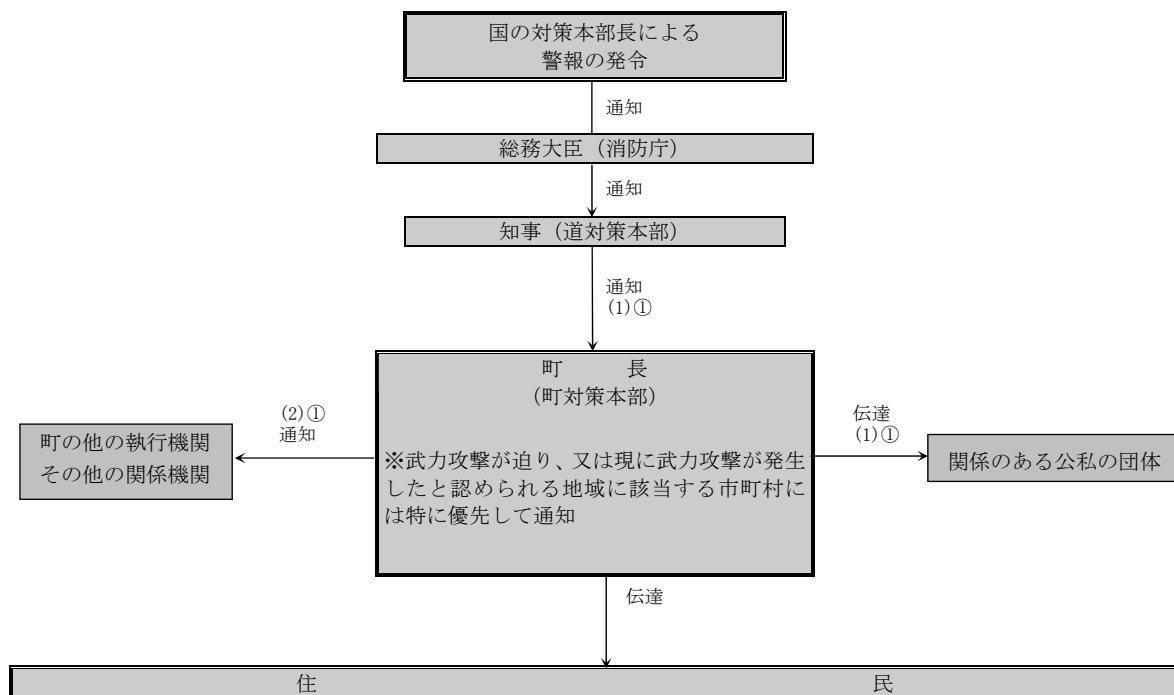 国の対策本部長による
警報の発令
通知
総務大臣（消防庁）
通知
知事（道対策本部）
通知
(1)①
町　　　長
（町対策本部）
(2)①
通知
伝達
(1)①
町の他の執行機関
その他の関係機関
※武力攻撃が迫り、又は現に武力攻撃が発生
したと認められる地域に該当する市町村に
は特に優先して通知
関係のある公私の団体
伝達
住　　　民